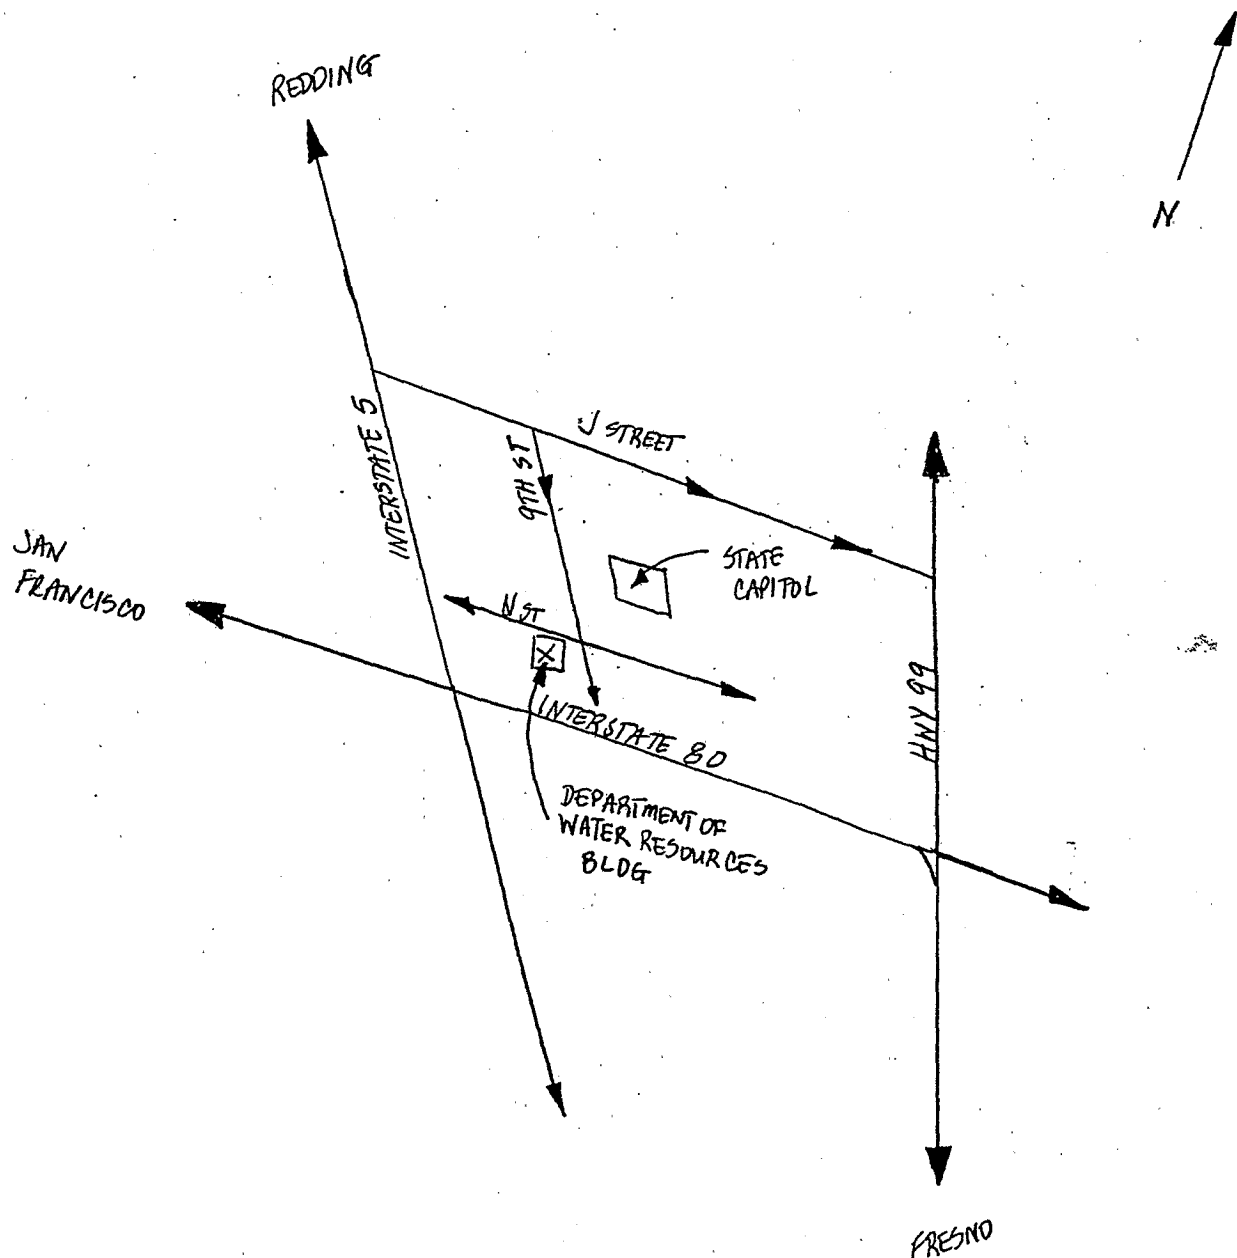 REDDING
N
J STREET
INTERSTATE 5
9TH ST
STATE
CAPITOL
SAN
FRANCISCO
N ST
X
HWY 99
INTERSTATE 80
DEPARTMENT OF
WATER RESOURCES
BLDG
FRESNO